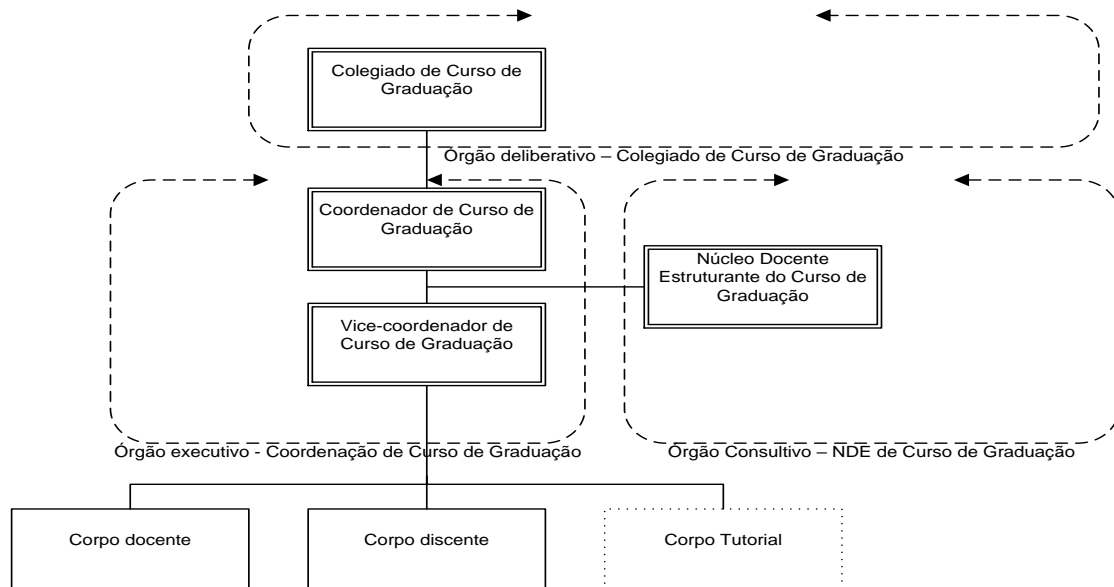 Colegiado de Curso de
Graduação
Órgão deliberativo – Colegiado de Curso de Graduação
Coordenador de Curso de
Graduação
Núcleo Docente
Estruturante do Curso de
Graduação
Vice-coordenador de
Curso de Graduação
Órgão executivo - Coordenação de Curso de Graduação
Órgão Consultivo – NDE de Curso de Graduação
Corpo docente
Corpo discente
Corpo Tutorial